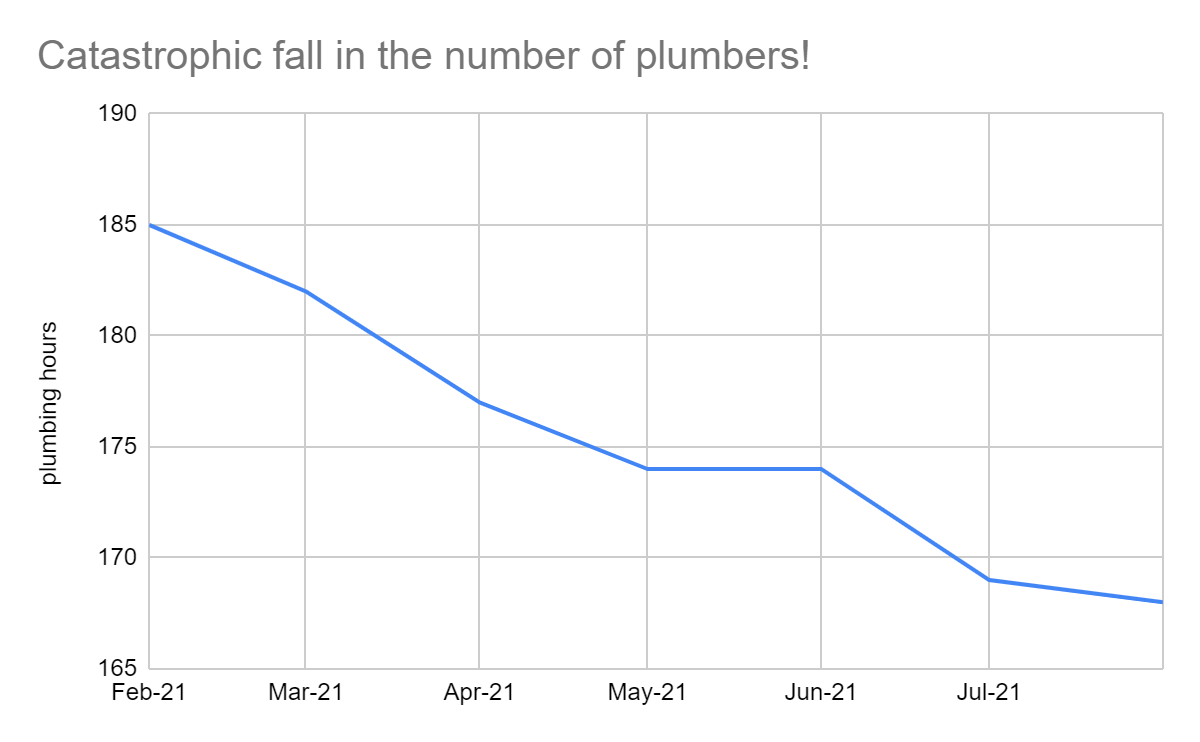 Catastrophic fall in the number of plumbers!
190
185
180
175
170
165
plumbing hours
Feb-21
Mar-21
Apr-21
May-21
Jun-21
Jul-21